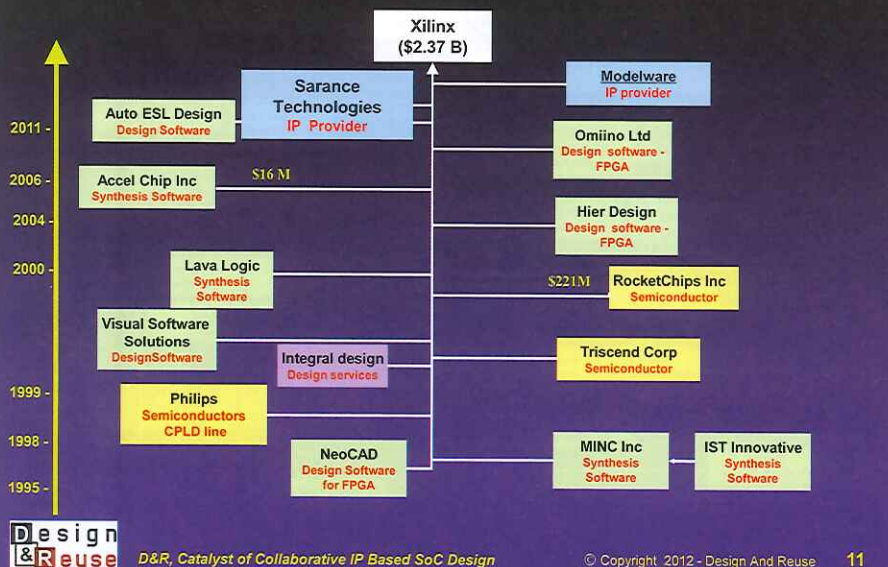 Xilinx
($2.37 B)
Sarance
Technologies
IP Provider
Modelware
IP provider
Auto ESL Design
Design Software
2011 -
Omiino Ltd
Design software -
FPGA
2006 -
Accel Chip Inc
Synthesis Software
$16 M
2004 -
Hier Design
Design software -
FPGA
2000 -
Lava Logic
Synthesis
Software
$221M
RocketChips Inc
Semiconductor
Visual Software
Solutions
DesignSoftware
Integral design
Design services
Triscend Corp
Semiconductor
1999 -
Philips
Semiconductors
CPLD line
1998 -
NeoCAD
Design Software
for FPGA
MINC Inc
Synthesis
Software
IST Innovative
Synthesis
Software
1995 -
Design
&Reuse
D&R, Catalyst of Collaborative IP Based SoC Design
© Copyright 2012 - Design And Reuse
11